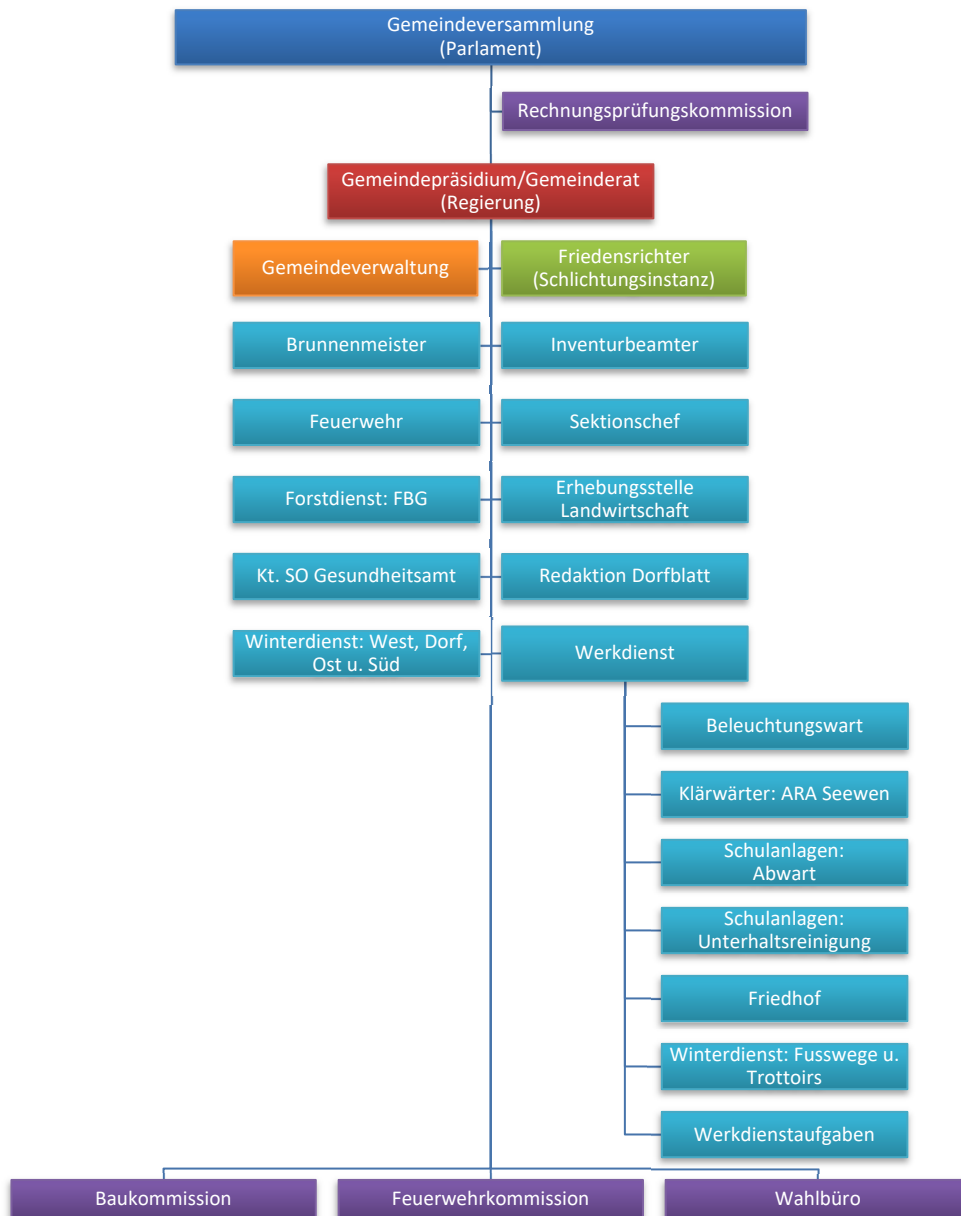 Gemeindeversammlung
(Parlament)
Rechnungsprüfungskommission
Gemeindepräsidium/Gemeinderat
(Regierung)
Gemeindeverwaltung
Friedensrichter
(Schlichtungsinstanz)
Brunnenmeister
Inventurbeamter
Feuerwehr
Sektionschef
Forstdienst: FBG
Erhebungsstelle
Landwirtschaft
Kt. SO Gesundheitsamt
Redaktion Dorfblatt
Winterdienst: West, Dorf,
Ost u. Süd
Werkdienst
Beleuchtungswart
Klärwärter: ARA Seewen
Schulanlagen:
Abwart
Schulanlagen:
Unterhaltsreinigung
Friedhof
Winterdienst: Fusswege u.
Trottoirs
Werkdienstaufgaben
Baukommission
Feuerwehrkommission
Wahlbüro